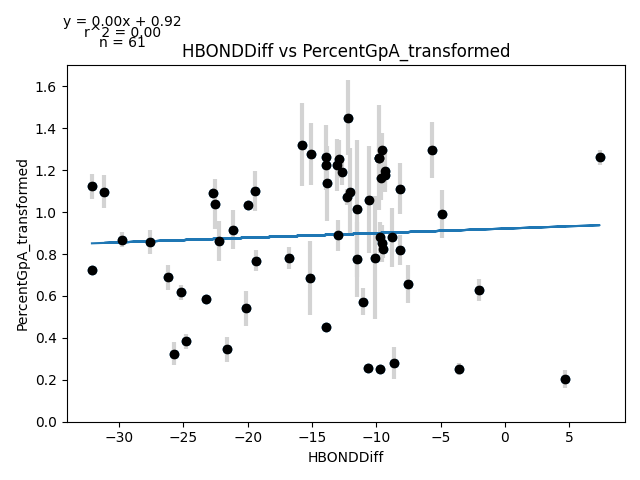 y = 0.00x + 0.92
r^2 = 0.00
n = 61
HBONDDiff vs PercentGpA_transformed
PercentGpA_transformed
1.6
1.4
1.2
1.0
0.8
0.6
0.4
0.2
0.0
−30 −25 −20 −15 −10 −5 0 5
HBONDDiff